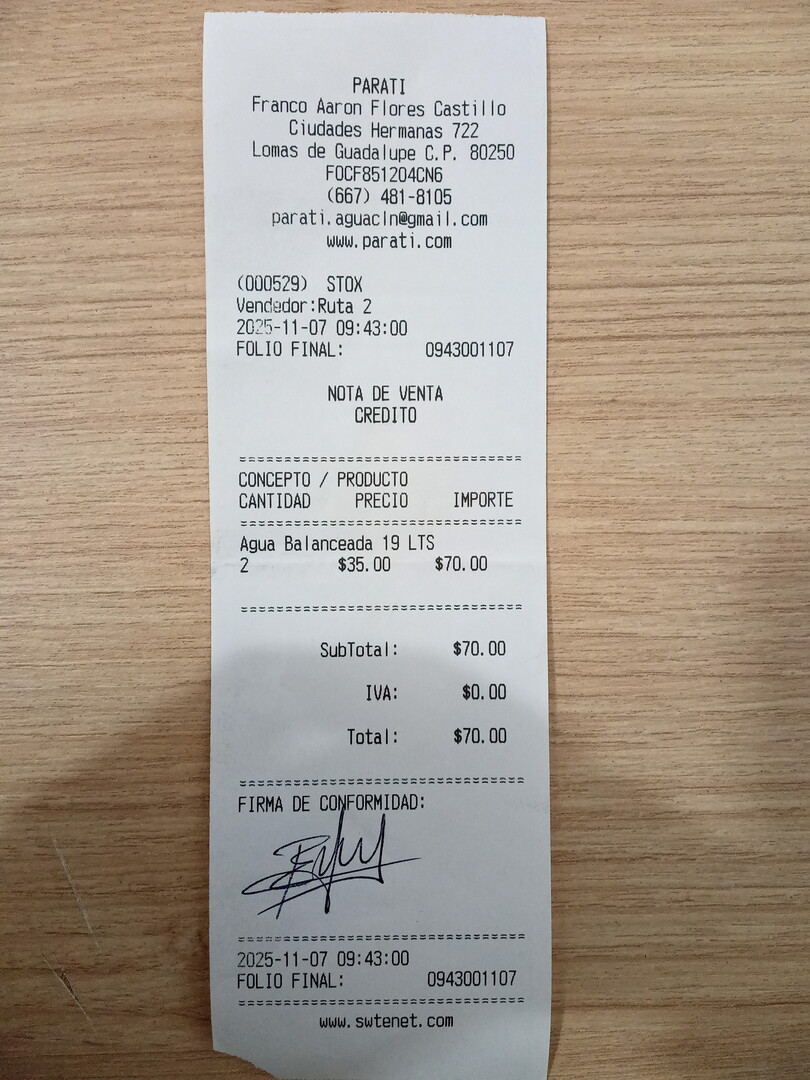 PARATI
Franco Aaron Flores Castillo
Ciudades Hermanas 722
Lomas de Guadalupe C.P. 80250
FOCF851204CN6
(667) 481-8105
parati.aguacln@gmail.com
www.parati.com
(000529) STOX
Vendedor:Ruta 2
2025-11-07 09:43:00
FOLIO FINAL: 0943001107
NOTA DE VENTA
CREDITO
CONCEPTO / PRODUCTO
CANTIDAD PRECIO IMPORTE
Agua Balanceada 19 LTS
2 $35.00 $70.00
SubTotal: $70.00
IVA: $0.00
Total: $70.00
FIRMA DE CONFORMIDAD:
2025-11-07 09:43:00
FOLIO FINAL: 0943001107
www.swtenet.com